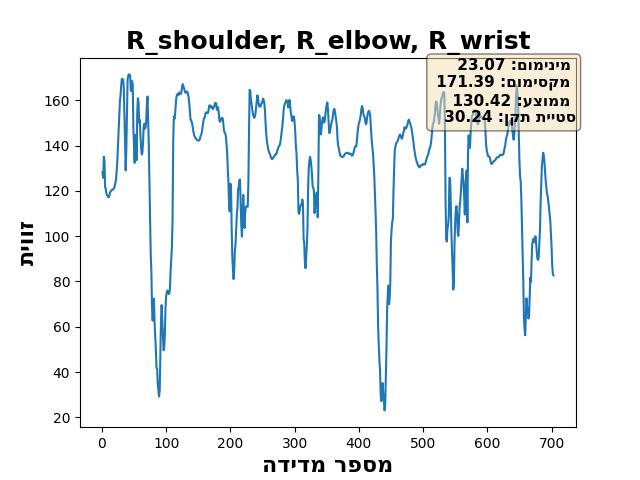 R_shoulder, R_elbow, R_wrist
מינימום: 23.07
מקסימום: 171.39
ממוצע: 130.42
סטיית תקן: 30.24
זווית
160
140
120
100
80
60
40
20
0 100 200 300 400 500 600 700
מספר מדידה